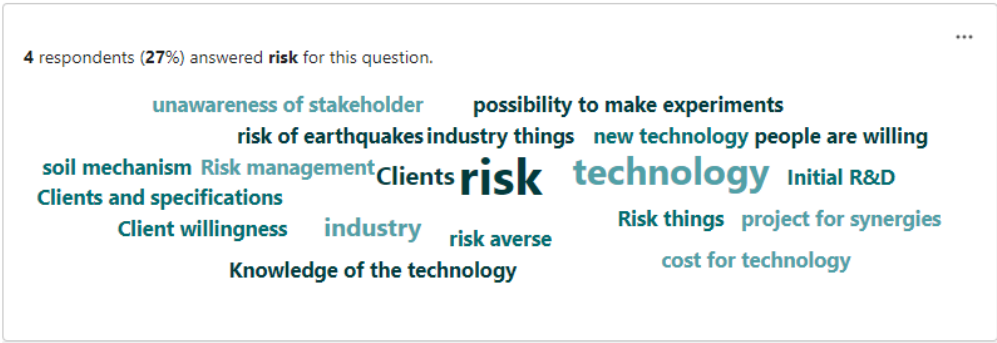 ...
4 respondents (27%) answered risk for this question.
unawareness of stakeholder possibility to make experiments
risk of earthquakes industry things new technology people are willing
soil mechanism Risk management Clients risk technology Initial R&D
Clients and specifications
Client willingness industry risk averse Risk things project for synergies
Knowledge of the technology cost for technology